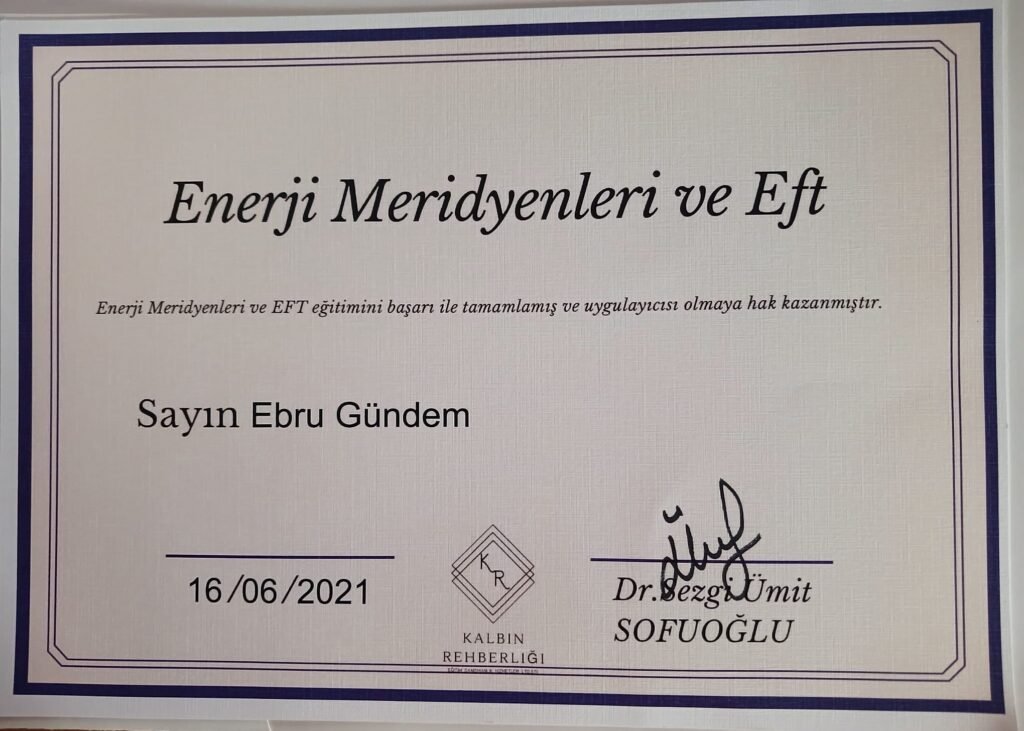 Enerji Meridyenleri ve Eft
Enerji Meridyenleri ve EFT eğitimini başarı ile tamamlamış ve uygulayıcısı olmaya hak kazanmıştır.
Sayın Ebru Gündem
16/06/2021
KR
KALBIN
REHBERLIĞI
Dr.Sezgi Ümit
SOFUOĞLU